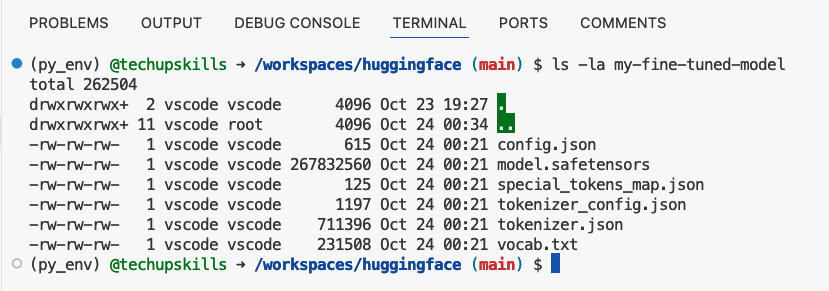 PROBLEMS OUTPUT DEBUG CONSOLE TERMINAL PORTS COMMENTS
(py_env) @techupskills → /workspaces/huggingface (main) $ ls -la my-fine-tuned-model
total 262504
drwxrwxrwx+ 2 vscode vscode 4096 Oct 23 19:27 .
drwxrwxrwx+ 11 vscode root 4096 Oct 24 00:34 ..
-rw-rw-rw- 1 vscode vscode 615 Oct 24 00:21 config.json
-rw-rw-rw- 1 vscode vscode 267832560 Oct 24 00:21 model.safetensors
-rw-rw-rw- 1 vscode vscode 125 Oct 24 00:21 special_tokens_map.json
-rw-rw-rw- 1 vscode vscode 1197 Oct 24 00:21 tokenizer_config.json
-rw-rw-rw- 1 vscode vscode 711396 Oct 24 00:21 tokenizer.json
-rw-rw-rw- 1 vscode vscode 231508 Oct 24 00:21 vocab.txt
(py_env) @techupskills → /workspaces/huggingface (main) $